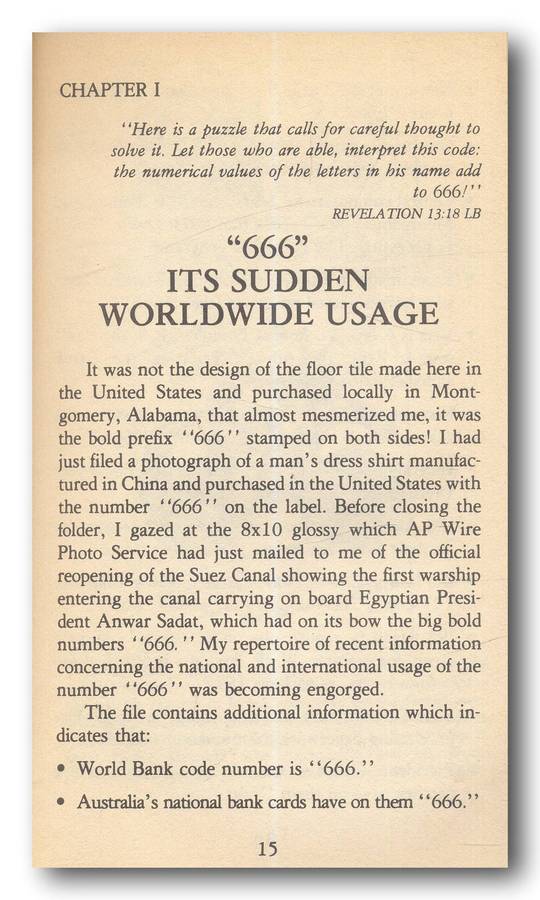 CHAPTER I
‘‘Here is a puzzle that calls for careful thought to
solve it. Let those who are able, interpret this code:
the numerical values of the letters in his name add
to 666!’’
REVELATION 13:18 LB
“666”
ITS SUDDEN
WORLDWIDE USAGE
It was not the design of the floor tile made here in
the United States and purchased locally in Mont-
gomery, Alabama, that almost mesmerized me, it was
the bold prefix ‘‘666’’ stamped on both sides! I had
just filed a photograph of a man’s dress shirt manufac-
tured in China and purchased in the United States with
the number ‘‘666’’ on the label. Before closing the
folder, I gazed at the 8x10 glossy which AP Wire
Photo Service had just mailed to me of the official
reopening of the Suez Canal showing the first warship
entering the canal carrying on board Egyptian Presi-
dent Anwar Sadat, which had on its bow the big bold
numbers ‘‘666.’’ My repertoire of recent information
concerning the national and international usage of the
number ‘‘666’’ was becoming engorged.
The file contains additional information which in-
dicates that:
• World Bank code number is ‘‘666.’’
• Australia’s national bank cards have on them ‘‘666.’’
15